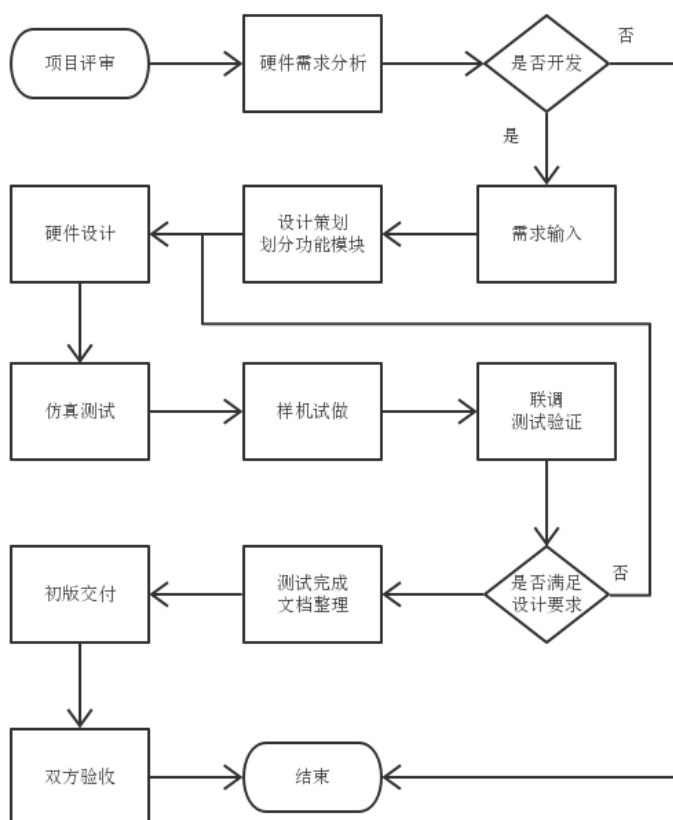 项目评审
硬件需求分析
是否开发
否
是
硬件设计
设计策划
划分功能模块
需求输入
仿真测试
样机试做
联调
测试验证
初版交付
测试完成
文档整理
是否满足
设计要求
否
双方验收
结束